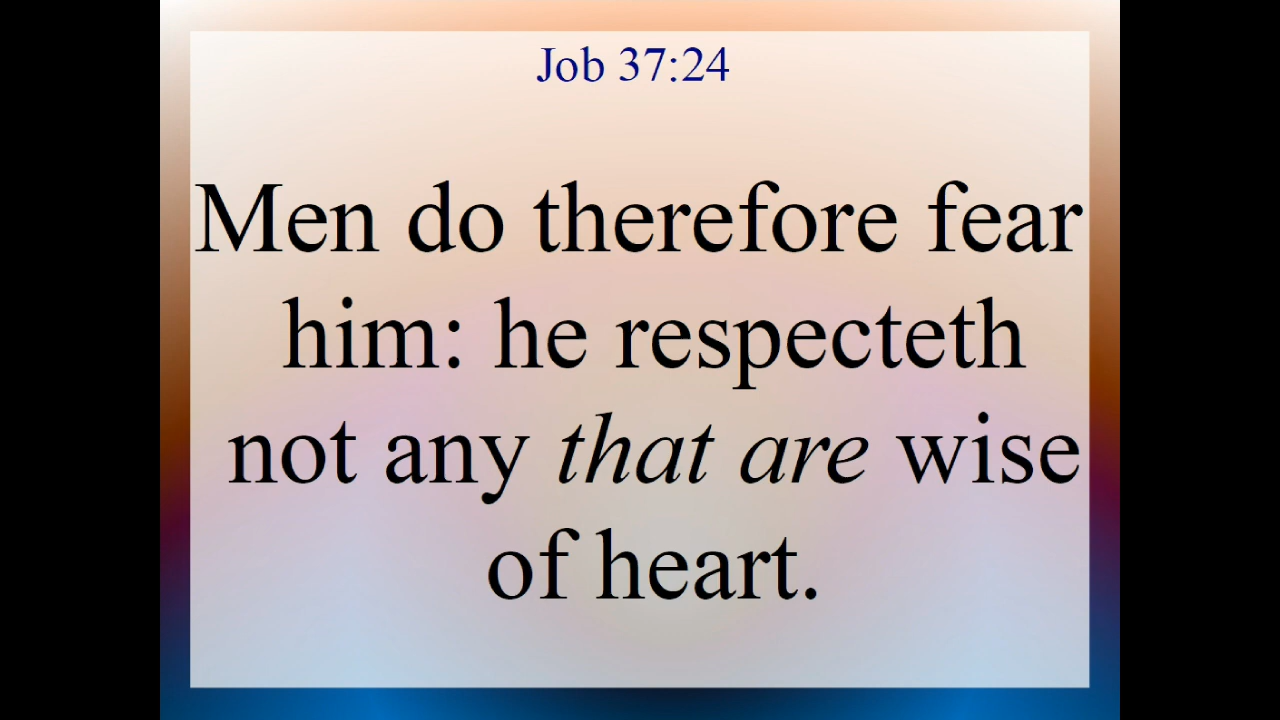 Job 37:24
Men do therefore fear
him: he respecteth
not any that are wise
of heart.